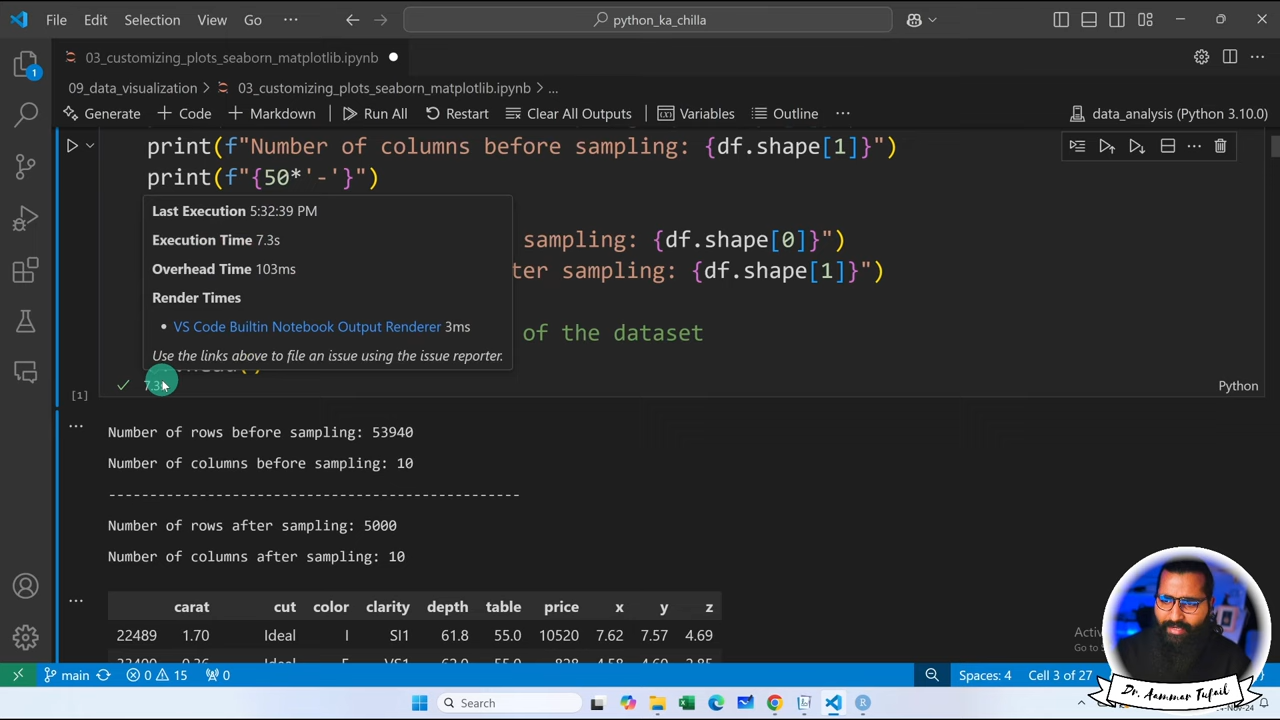 File Edit Selection View Go ··· python_ka_chilla
03_customizing_plots_seaborn_matplotlib.ipynb
1
09_data_visualization > 03_customizing_plots_seaborn_matplotlib.ipynb > ...
Generate + Code + Markdown Run All Restart Clear All Outputs Variables Outline ··· data_analysis (Python 3.10.0)
print(f"Number of columns before sampling: {df.shape[1]}")
print(f"{50*'-'}")
Last Execution 5:32:39 PM
Execution Time 7.3s
sampling: {df.shape[0]}")
Overhead Time 103ms
ter sampling: {df.shape[1]}")
Render Times
• VS Code Builtin Notebook Output Renderer 3ms
of the dataset
Use the links above to file an issue using the issue reporter.
[1]
Python
Number of rows before sampling: 53940
Number of columns before sampling: 10
--------------------------------------------------
Number of rows after sampling: 5000
Number of columns after sampling: 10
carat cut color clarity depth table price x y z
22489 1.70 Ideal I SI1 61.8 55.0 10520 7.62 7.57 4.69
main 0 15 0 Spaces: 4 Cell 3 of 27
Search
Dr. Aammar Tufail